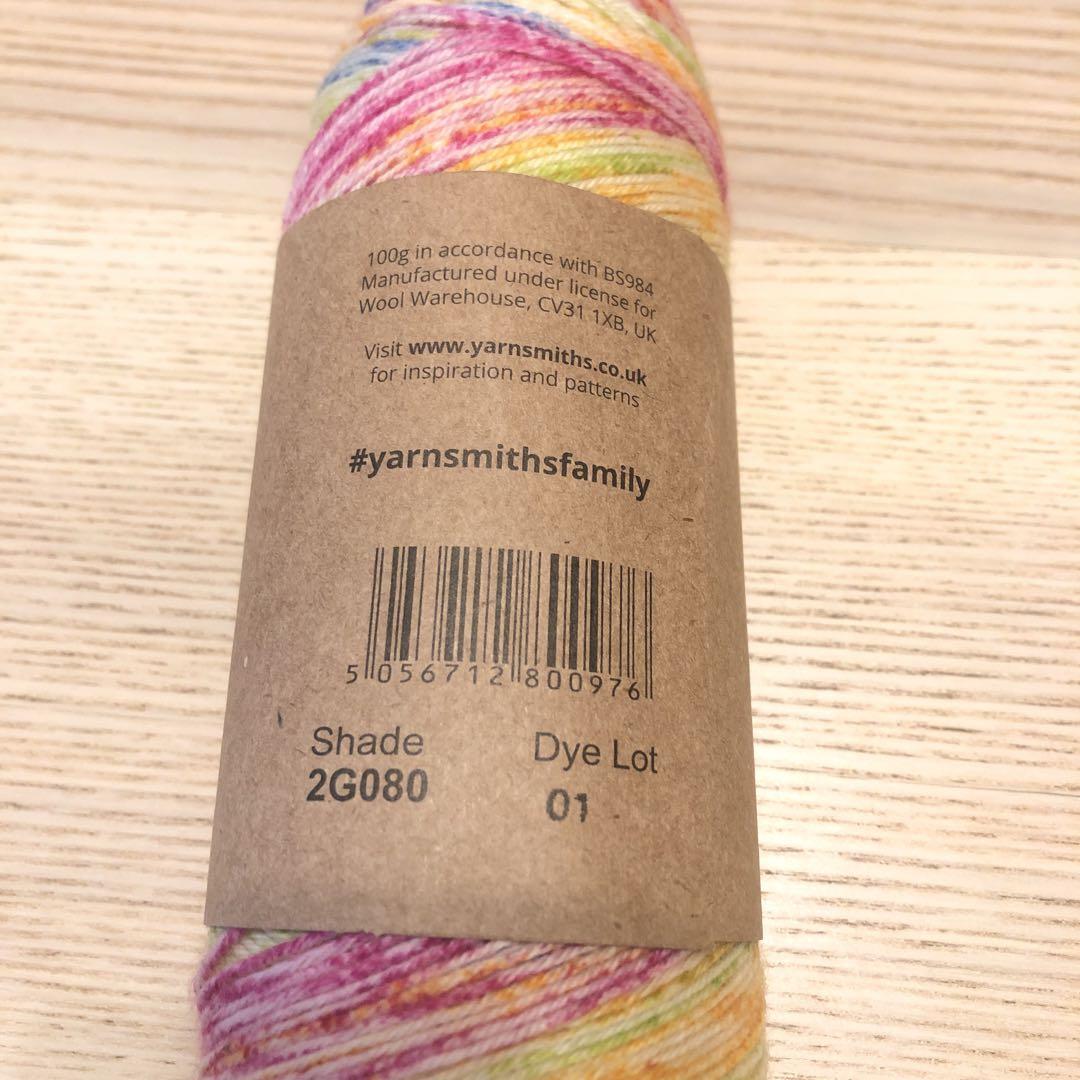 100g in accordance with BS984
Manufactured under license for
Wool Warehouse, CV31 1XB, UK
Visit www.yarnsmiths.co.uk
for inspiration and patterns
#yarnsmithsfamily
5 056712 800976
Shade Dye Lot
2G080 01